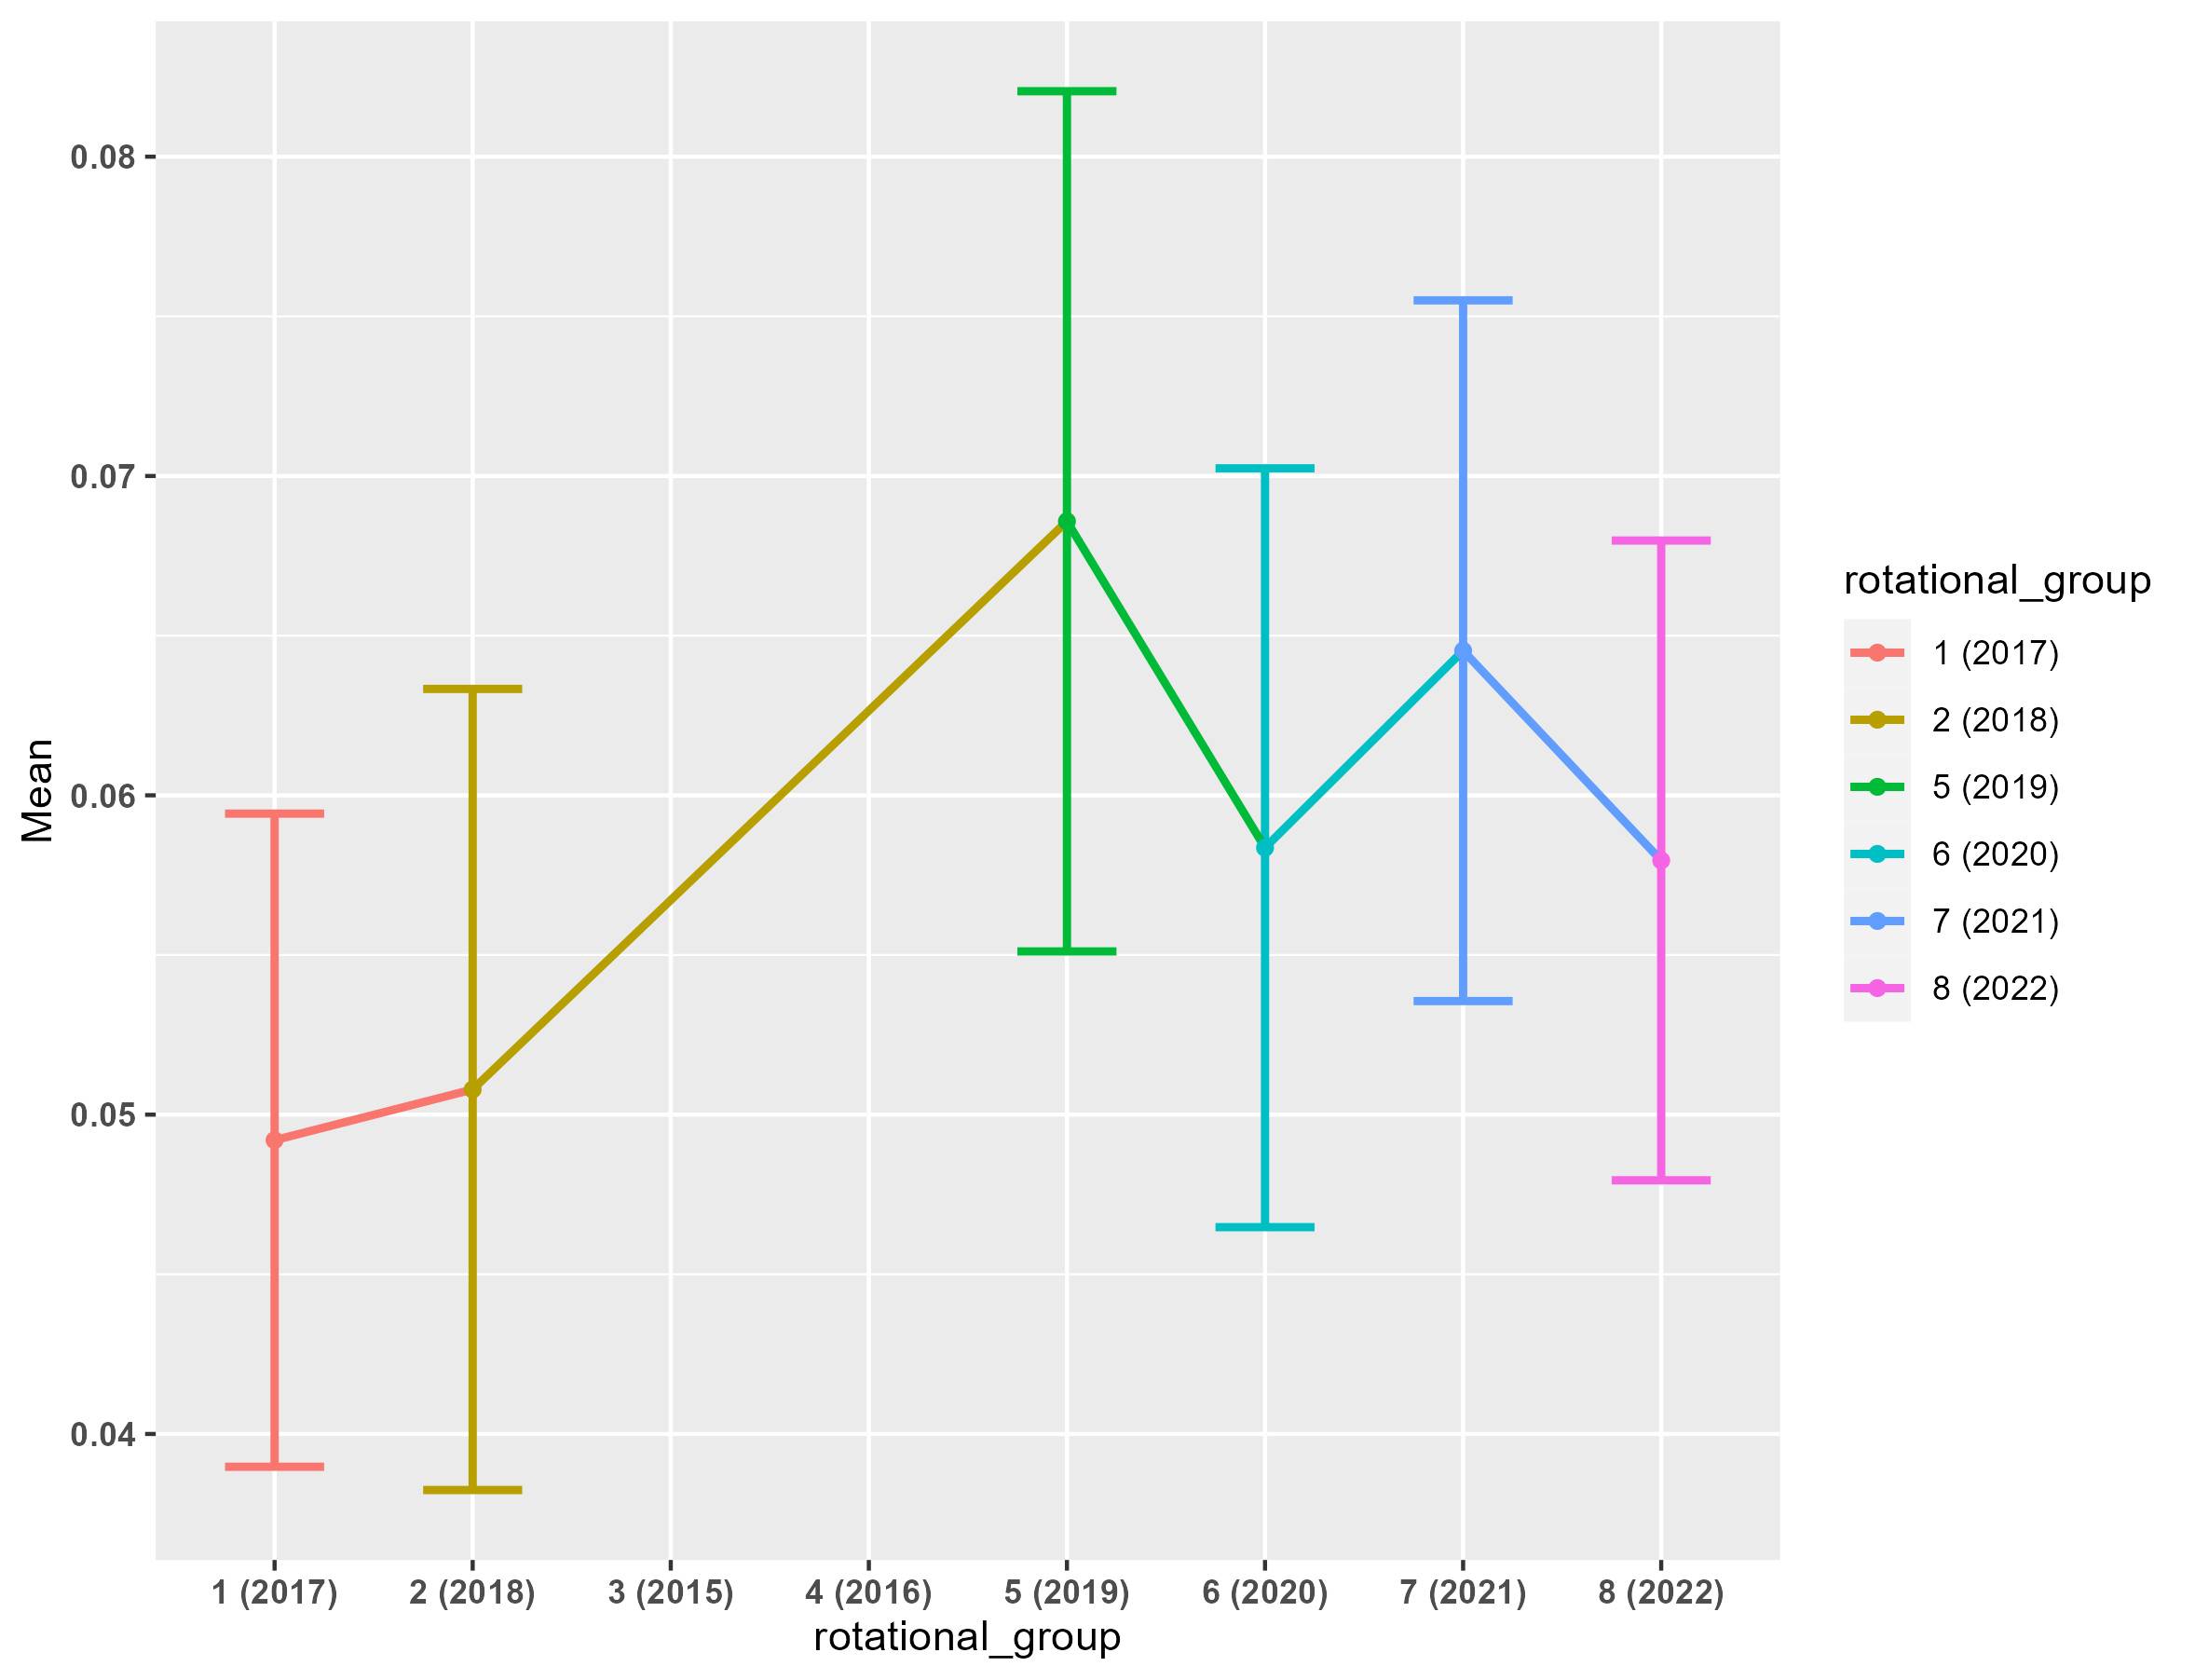 Mean
0.08
0.07
0.06
0.05
0.04
1 (2017) 2 (2018) 3 (2015) 4 (2016) 5 (2019) 6 (2020) 7 (2021) 8 (2022)
rotational_group
rotational_group
1 (2017)
2 (2018)
5 (2019)
6 (2020)
7 (2021)
8 (2022)